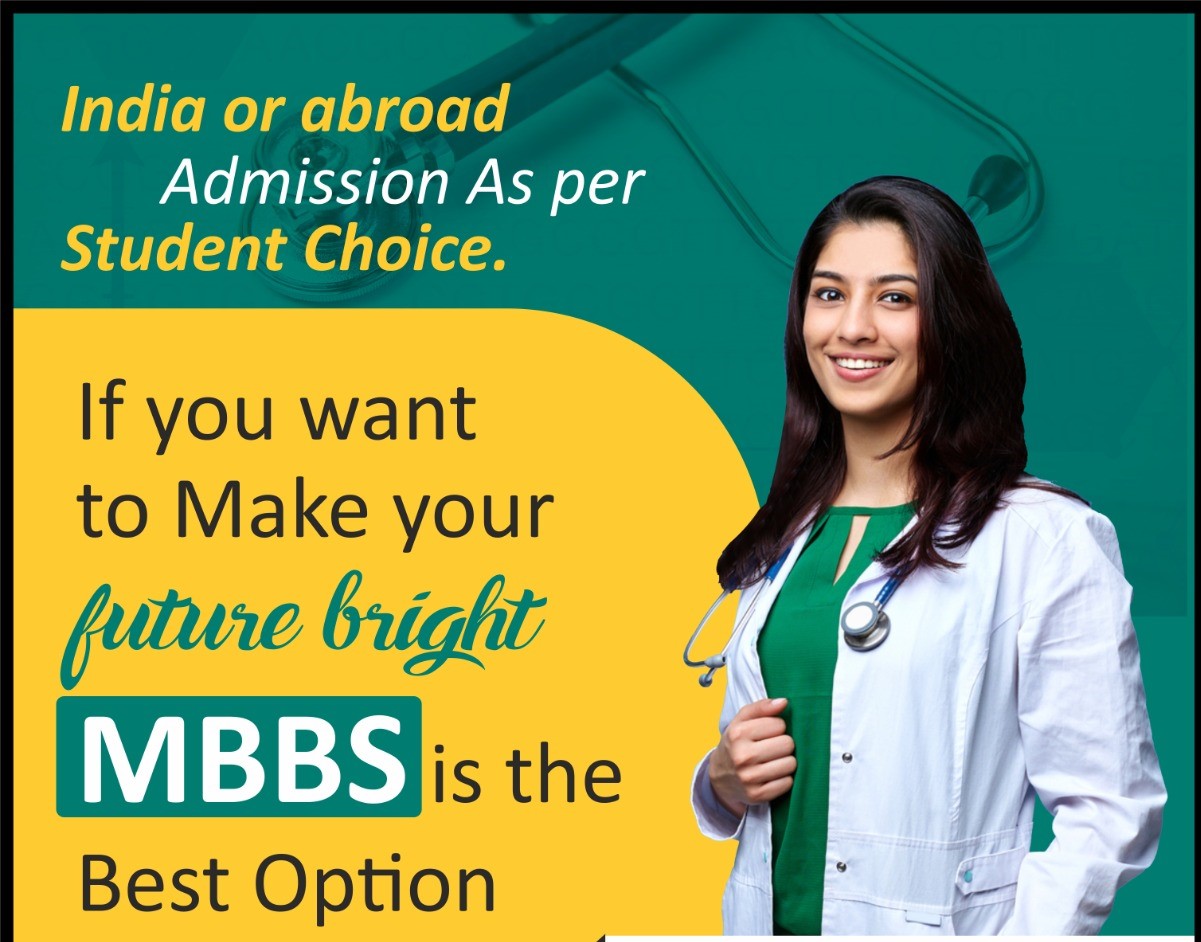 India or abroad
Admission As per
Student Choice.
If you want
to Make your
future bright
MBBS is the
Best Option